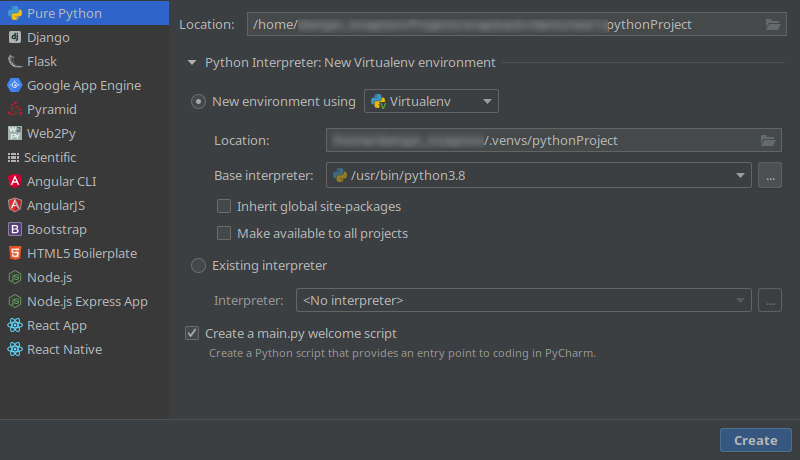 Pure Python
Django
Flask
Google App Engine
Pyramid
Web2Py
Scientific
Angular CLI
AngularJS
Bootstrap
HTML5 Boilerplate
Node.js
Node.js Express App
React App
React Native
Location: /home/ pythonProject
Python Interpreter: New Virtualenv environment
New environment using Virtualenv
Location: /.venvs/pythonProject
Base interpreter: /usr/bin/python3.8 ...
Inherit global site-packages
Make available to all projects
Existing interpreter
Interpreter: <No interpreter> ...
Create a main.py welcome script
Create a Python script that provides an entry point to coding in PyCharm.
Create